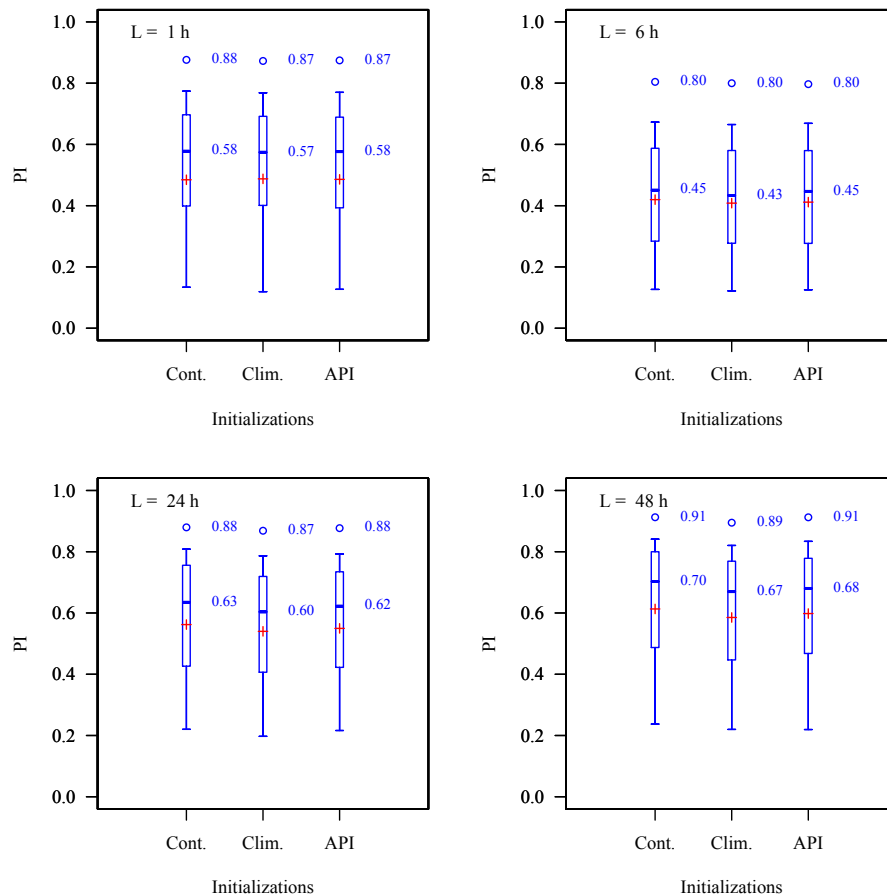 L = 1 h
PI
1.0
0.8
0.6
0.4
0.2
0.0
0.88 0.87 0.87
0.58 0.57 0.58
Cont. Clim. API
Initializations
L = 6 h
PI
1.0
0.8
0.6
0.4
0.2
0.0
0.80 0.80 0.80
0.45 0.43 0.45
Cont. Clim. API
Initializations
L = 24 h
PI
1.0
0.8
0.6
0.4
0.2
0.0
0.88 0.87 0.88
0.63 0.60 0.62
Cont. Clim. API
Initializations
L = 48 h
PI
1.0
0.8
0.6
0.4
0.2
0.0
0.91 0.89 0.91
0.70 0.67 0.68
Cont. Clim. API
Initializations